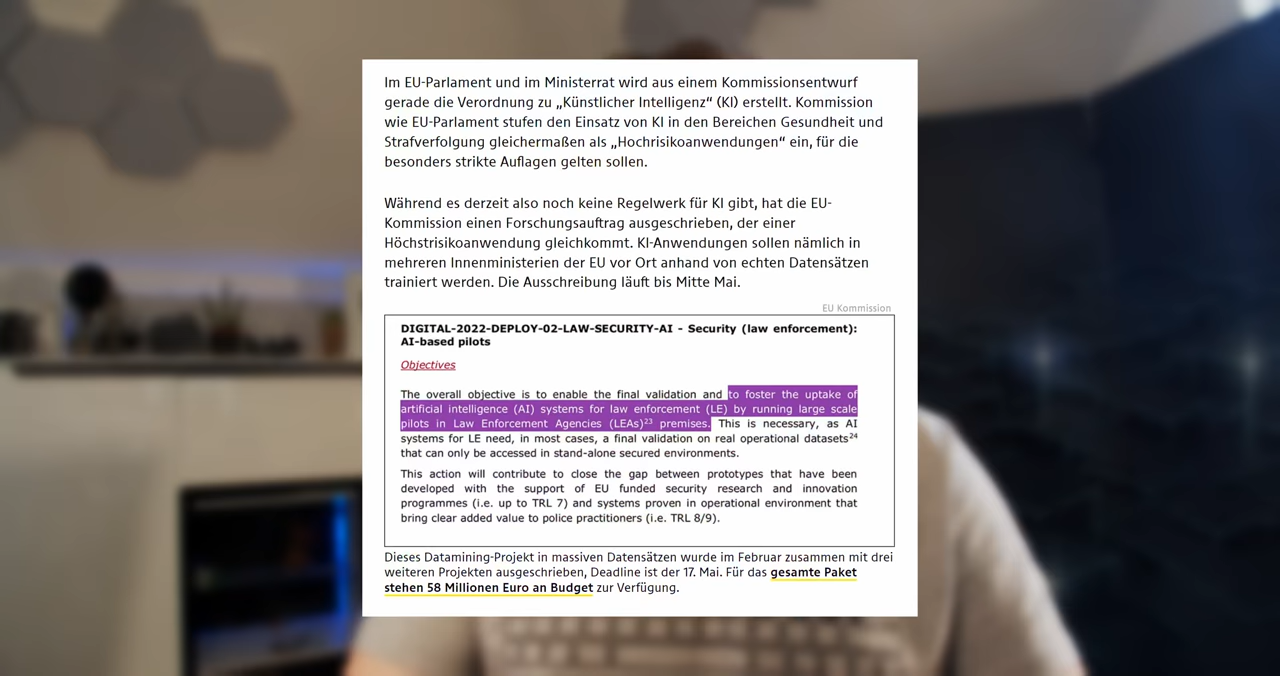 Im EU-Parlament und im Ministerrat wird aus einem Kommissionsentwurf
gerade die Verordnung zu „Künstlicher Intelligenz“ (KI) erstellt. Kommission
wie EU-Parlament stufen den Einsatz von KI in den Bereichen Gesundheit und
Strafverfolgung gleichermaßen als „Hochrisikoanwendungen“ ein, für die
besonders strikte Auflagen gelten sollen.
Während es derzeit also noch keine Regelwerk für KI gibt, hat die EU-
Kommission einen Forschungsauftrag ausgeschrieben, der einer
Höchstrisikoanwendung gleichkommt. KI-Anwendungen sollen nämlich in
mehreren Innenministerien der EU vor Ort anhand von echten Datensätzen
trainiert werden. Die Ausschreibung läuft bis Mitte Mai.
EU Kommission
DIGITAL-2022-DEPLOY-02-LAW-SECURITY-AI - Security (law enforcement):
AI-based pilots
Objectives
The overall objective is to enable the final validation and to foster the uptake of
artificial intelligence (AI) systems for law enforcement (LE) by running large scale
pilots in Law Enforcement Agencies (LEAs)²³ premises. This is necessary, as AI
systems for LE need, in most cases, a final validation on real operational datasets²⁴
that can only be accessed in stand-alone secured environments.
This action will contribute to close the gap between prototypes that have been
developed with the support of EU funded security research and innovation
programmes (i.e. up to TRL 7) and systems proven in operational environment that
bring clear added value to police practitioners (i.e. TRL 8/9).
Dieses Datamining-Projekt in massiven Datensätzen wurde im Februar zusammen mit drei
weiteren Projekten ausgeschrieben, Deadline ist der 17. Mai. Für das gesamte Paket
stehen 58 Millionen Euro an Budget zur Verfügung.